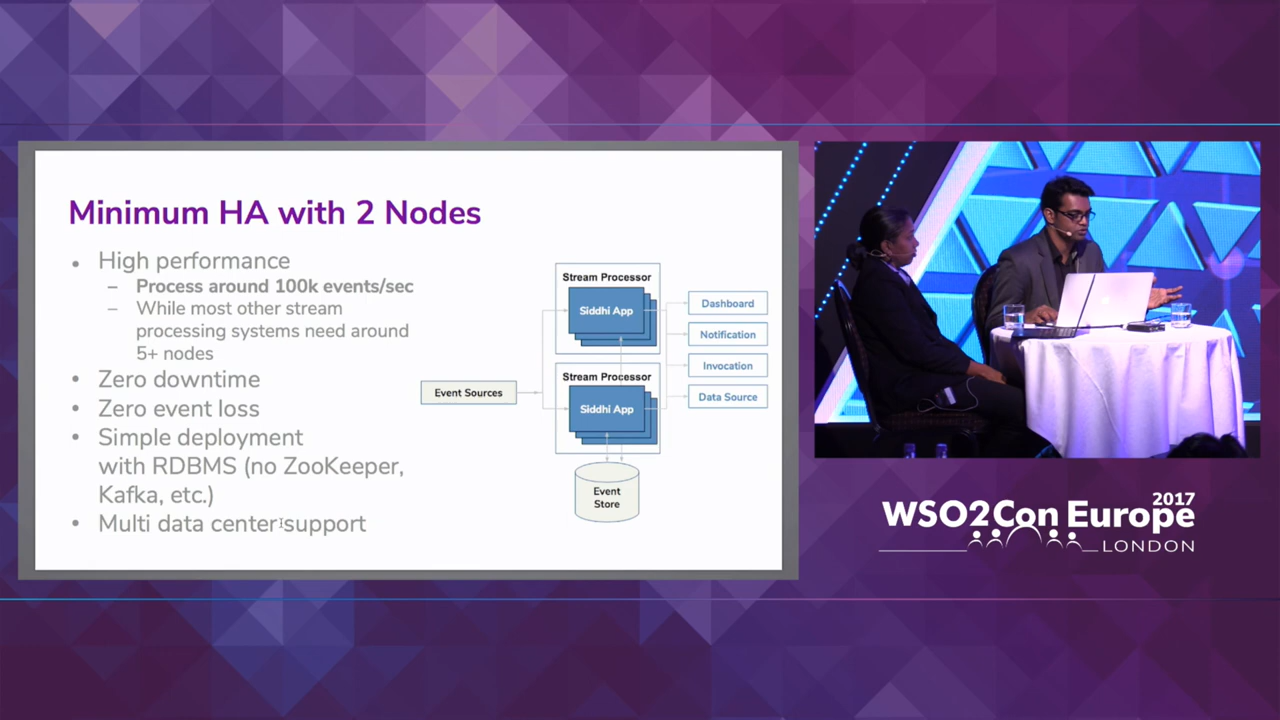 Minimum HA with 2 Nodes
• High performance
– Process around 100k events/sec
– While most other stream
processing systems need around
5+ nodes
• Zero downtime
• Zero event loss
• Simple deployment
with RDBMS (no ZooKeeper,
Kafka, etc.)
• Multi data center support
Event Sources
Stream Processor
Siddhi App
Stream Processor
Siddhi App
Event
Store
Dashboard
Notification
Invocation
Data Source
WSO2Con Europe 2017
LONDON